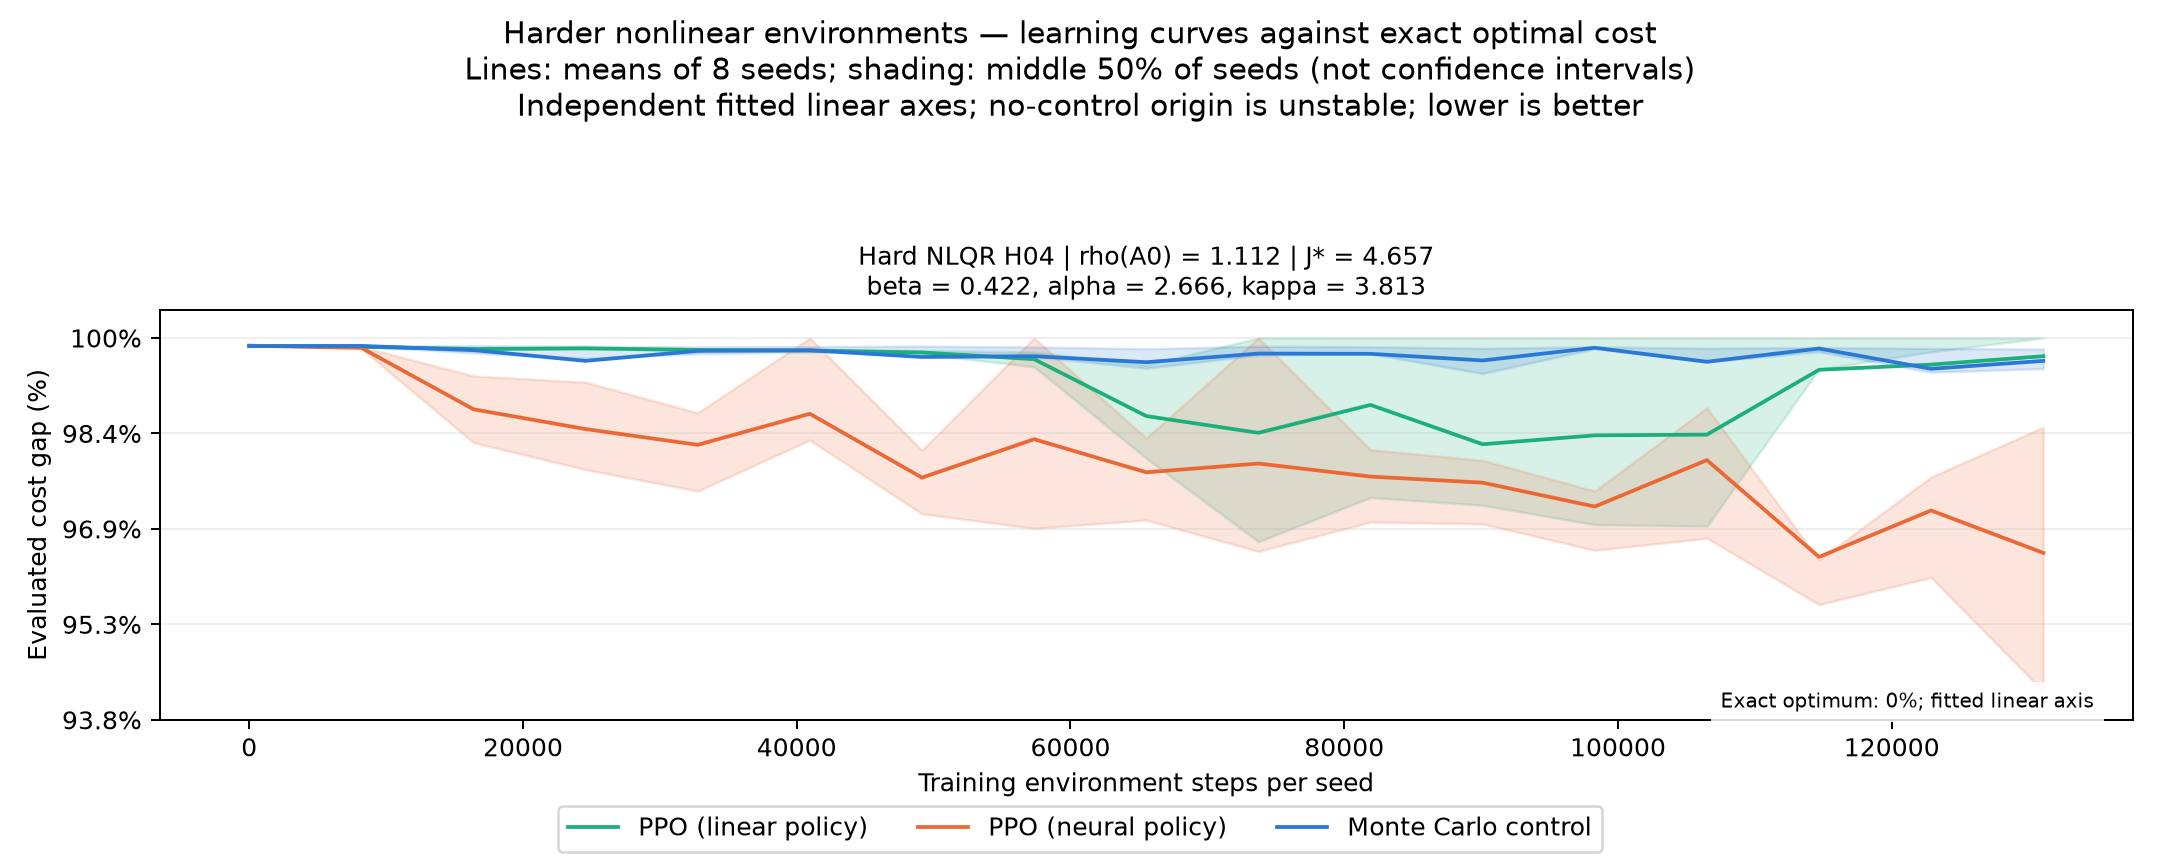 Harder nonlinear environments — learning curves against exact optimal cost
Lines: means of 8 seeds; shading: middle 50% of seeds (not confidence intervals)
Independent fitted linear axes; no-control origin is unstable; lower is better
Hard NLQR H04 | rho(A0) = 1.112 | J* = 4.657
beta = 0.422, alpha = 2.666, kappa = 3.813
Evaluated cost gap (%)
100%
98.4%
96.9%
95.3%
93.8%
Exact optimum: 0%; fitted linear axis
0
20000
40000
60000
80000
100000
120000
Training environment steps per seed
PPO (linear policy)
PPO (neural policy)
Monte Carlo control